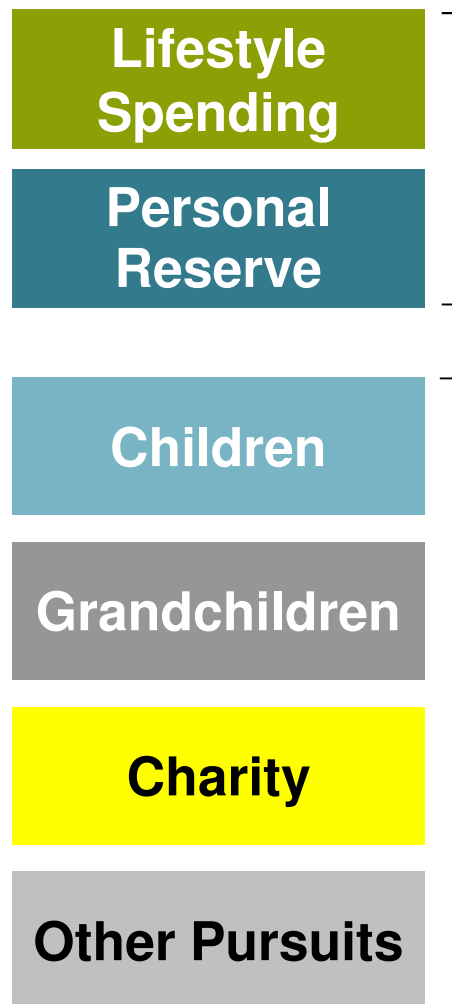 Lifestyle
Spending
Personal
Reserve
Children
Grandchildren
Charity
Other Pursuits